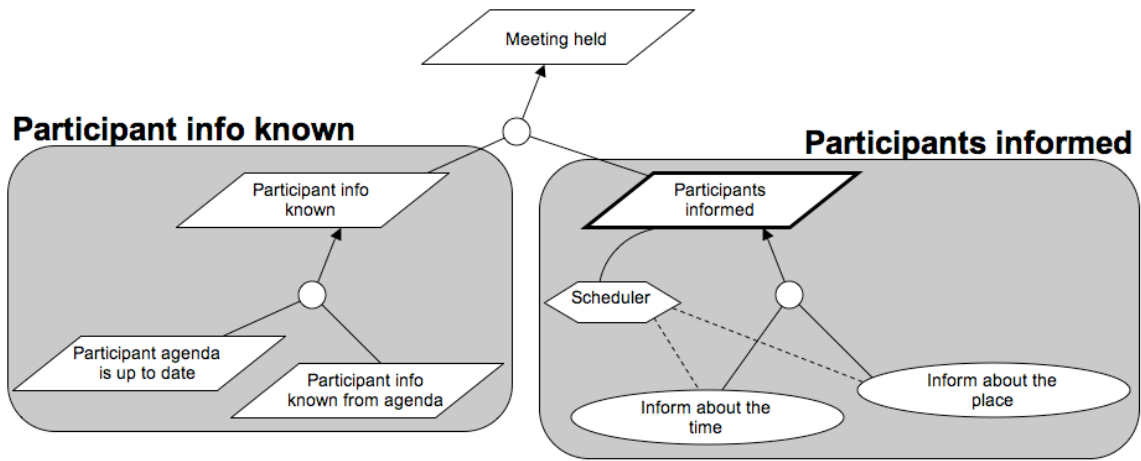 Meeting held
Participant info known
Participants informed
Participant info
known
Participants
informed
Scheduler
Participant agenda
is up to date
Participant info
known from agenda
Inform about the
time
Inform about the
place